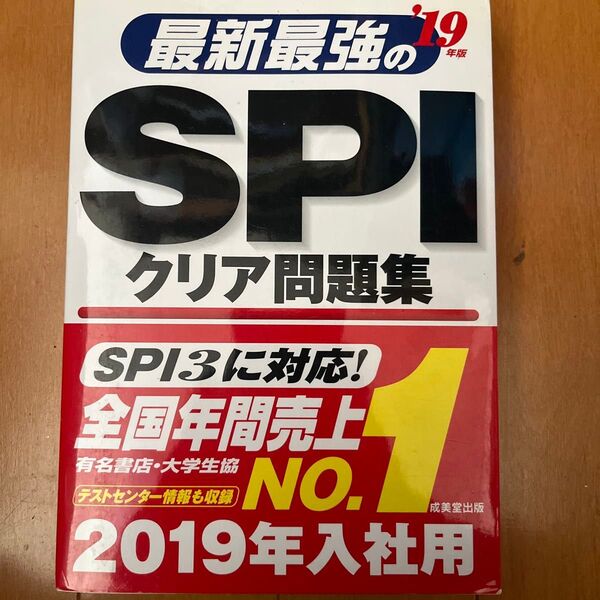 最新最強の
'19年版
SPI
クリア問題集
SPI3に対応!
全国年間売上
有名書店・大学生協
NO.1
テストセンター情報も収録
成美堂出版
2019年入社用